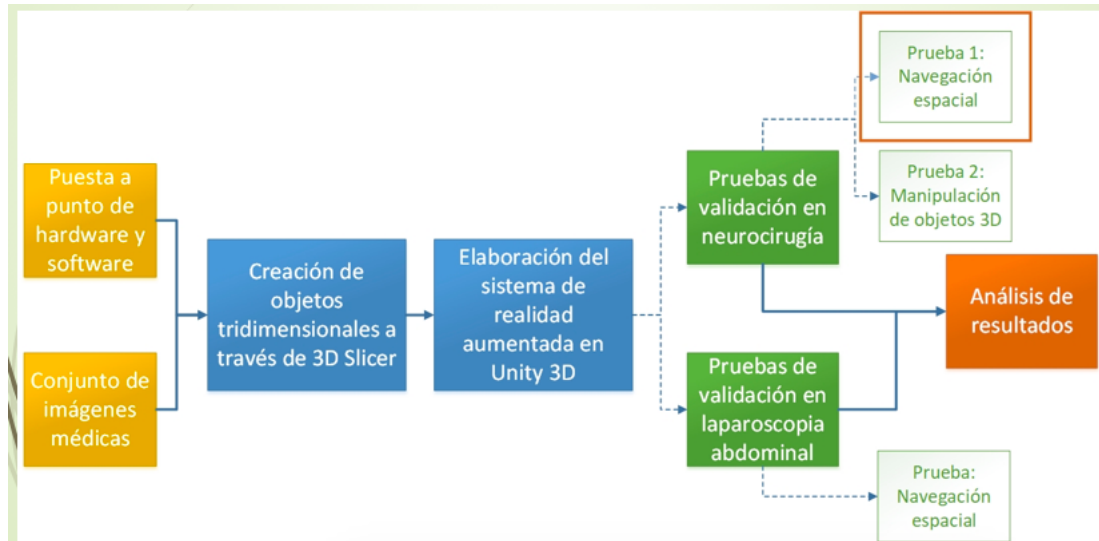 Puesta a
punto de
hardware y
software
Conjunto de
imágenes
médicas
Creación de
objetos
tridimensionales a
través de 3D Slicer
Elaboración del
sistema de
realidad
aumentada en
Unity 3D
Pruebas de
validación en
neurocirugía
Pruebas de
validación en
laparoscopia
abdominal
Prueba 1:
Navegación
espacial
Prueba 2:
Manipulación
de objetos 3D
Prueba:
Navegación
espacial
Análisis de
resultados